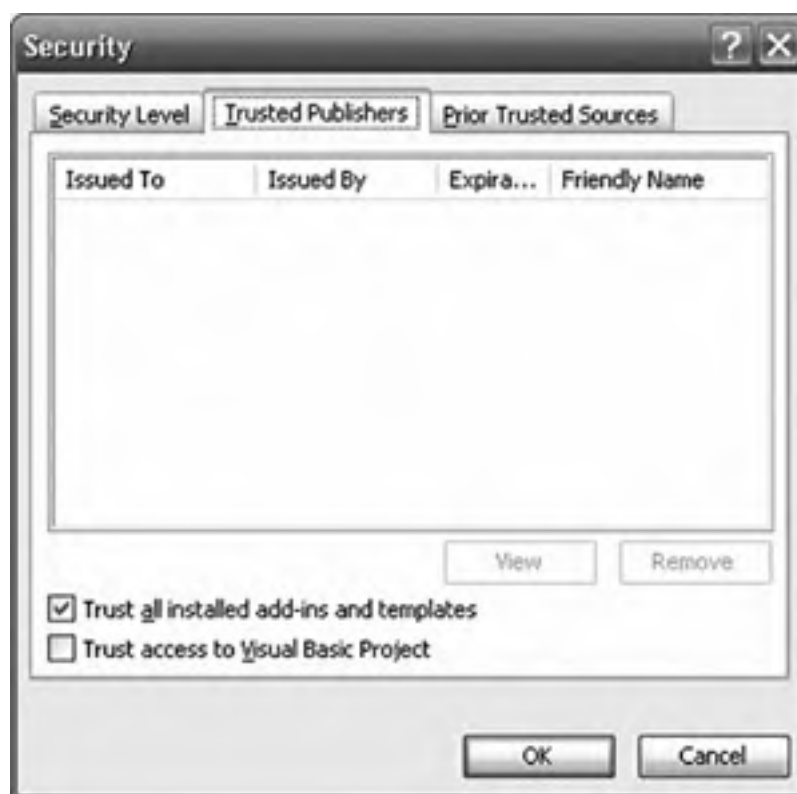 Security
Security Level Trusted Publishers Prior Trusted Sources
Issued To Issued By Expira... Friendly Name
View Remove
Trust all installed add-ins and templates
Trust access to Visual Basic Project
OK Cancel